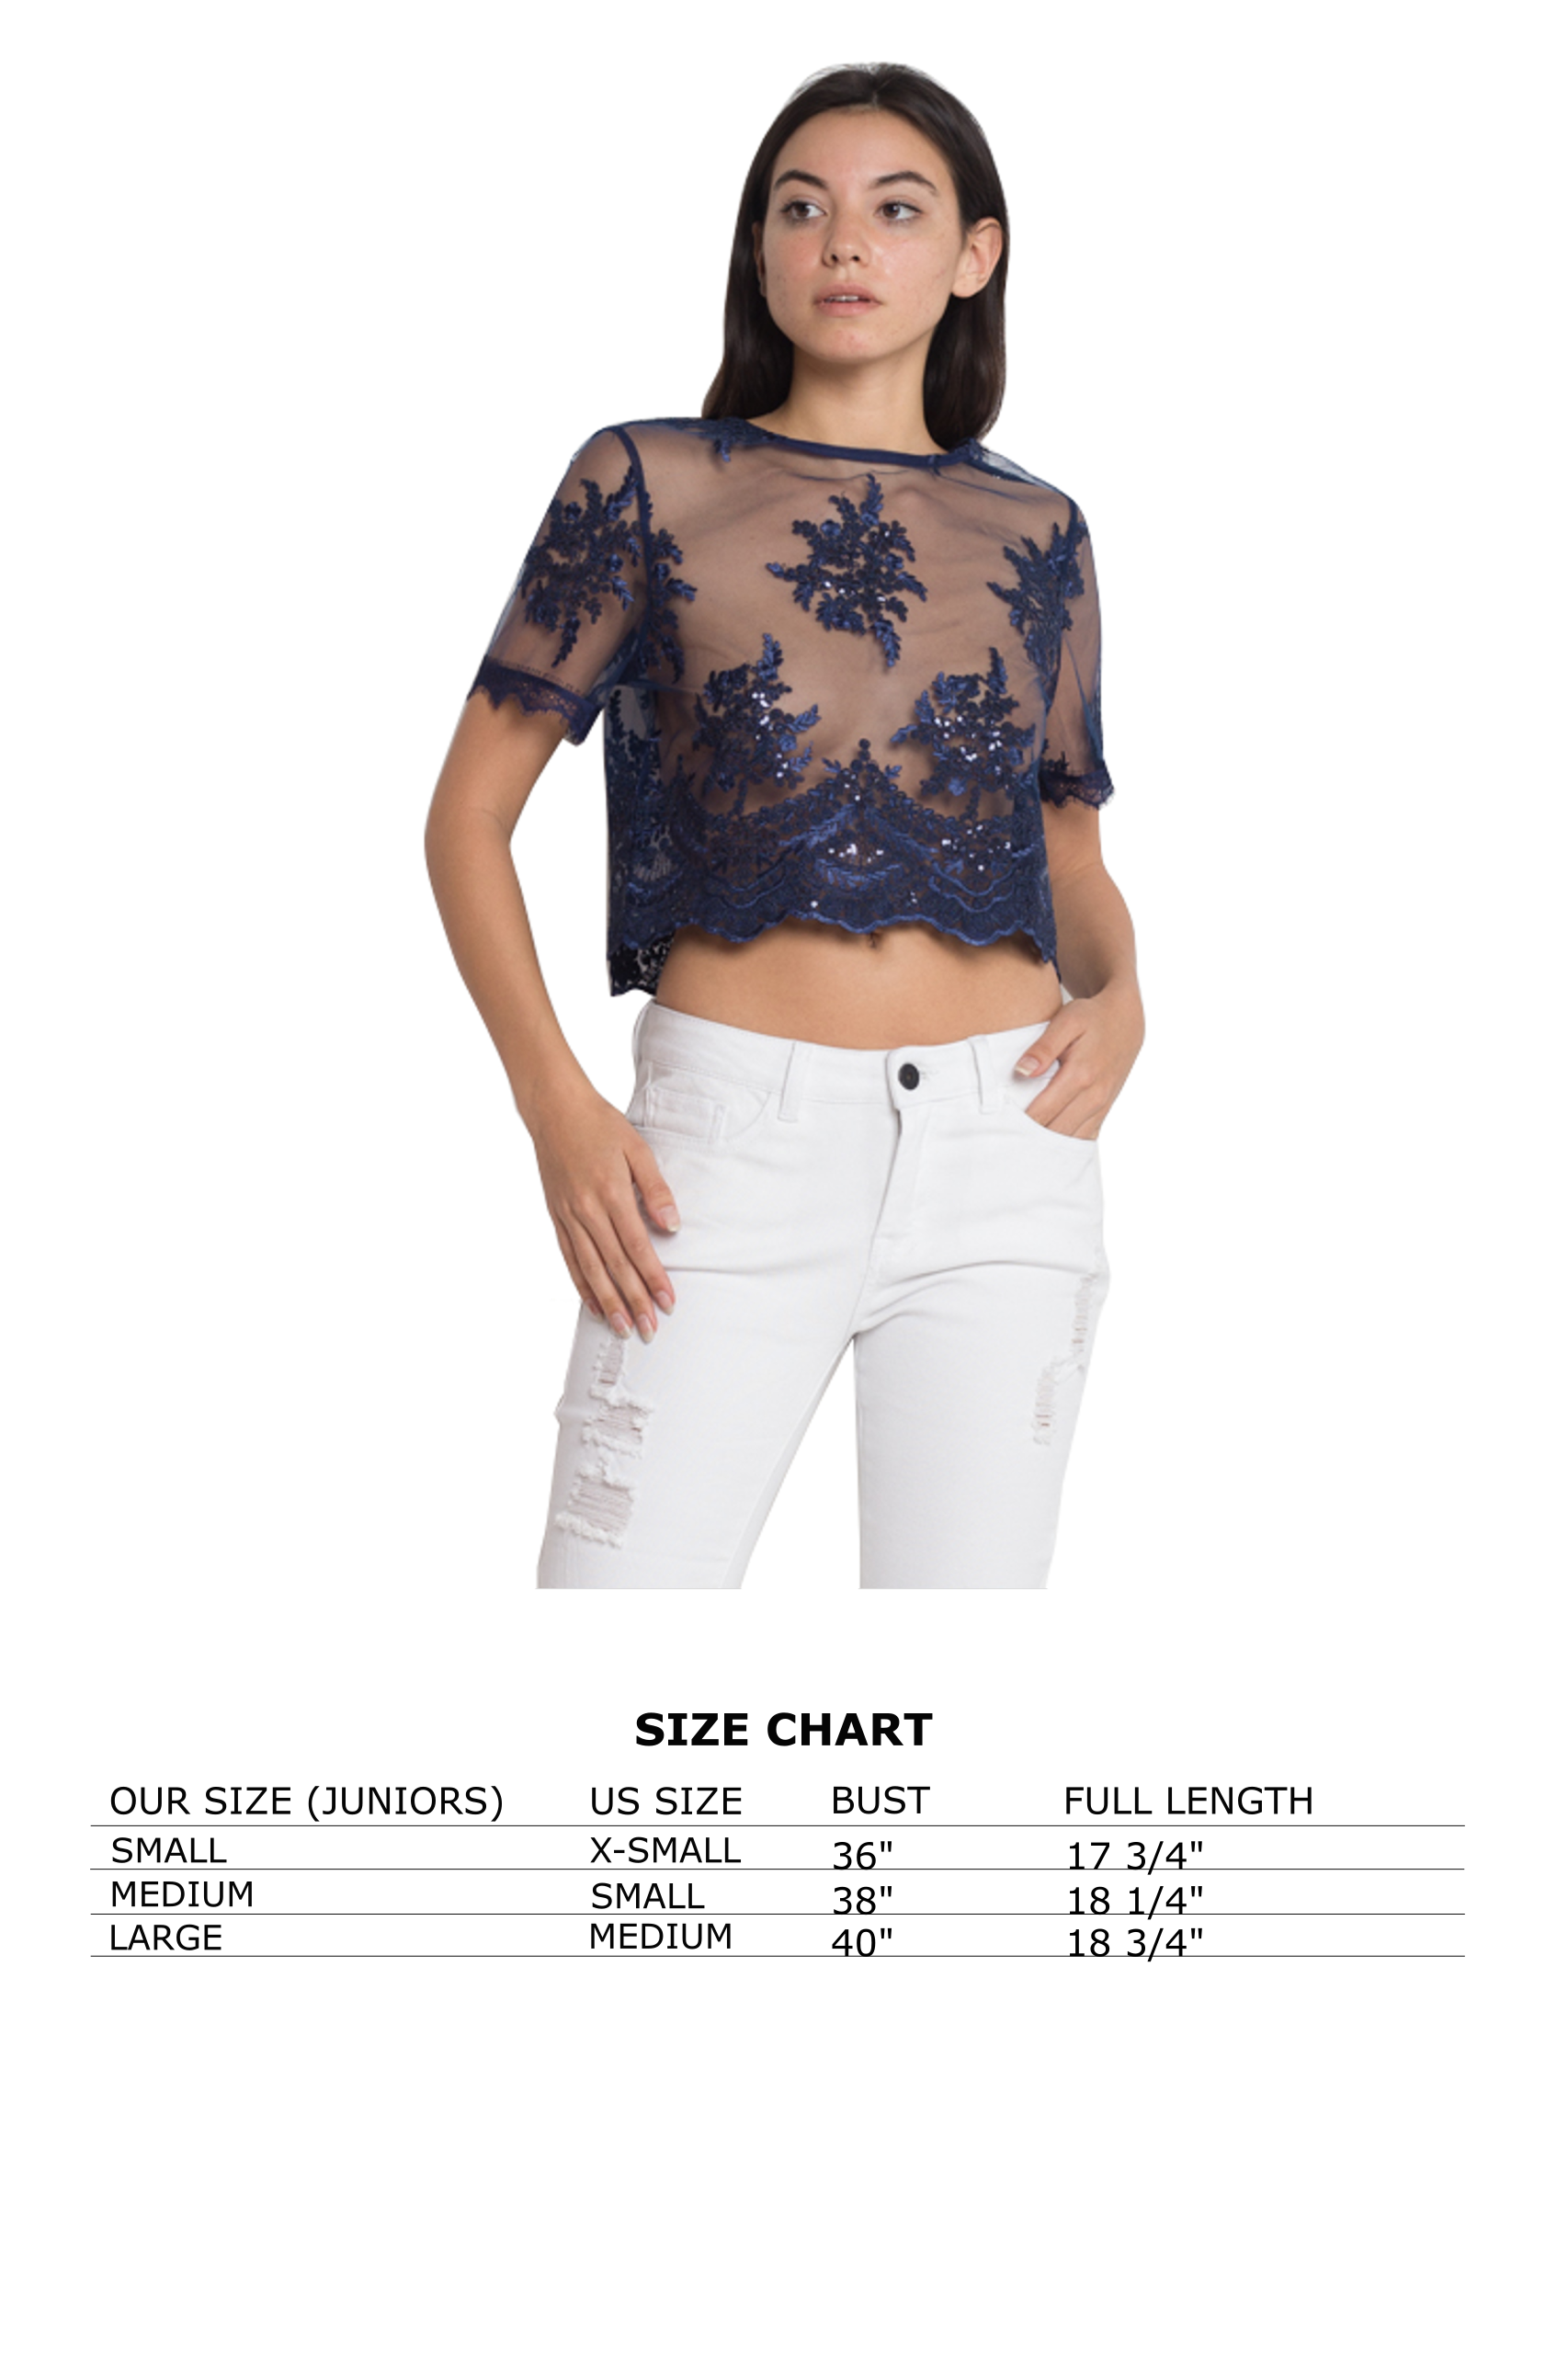 SIZE CHART
OUR SIZE (JUNIORS) US SIZE BUST FULL LENGTH
SMALL X-SMALL 36" 17 3/4"
MEDIUM SMALL 38" 18 1/4"
LARGE MEDIUM 40" 18 3/4"